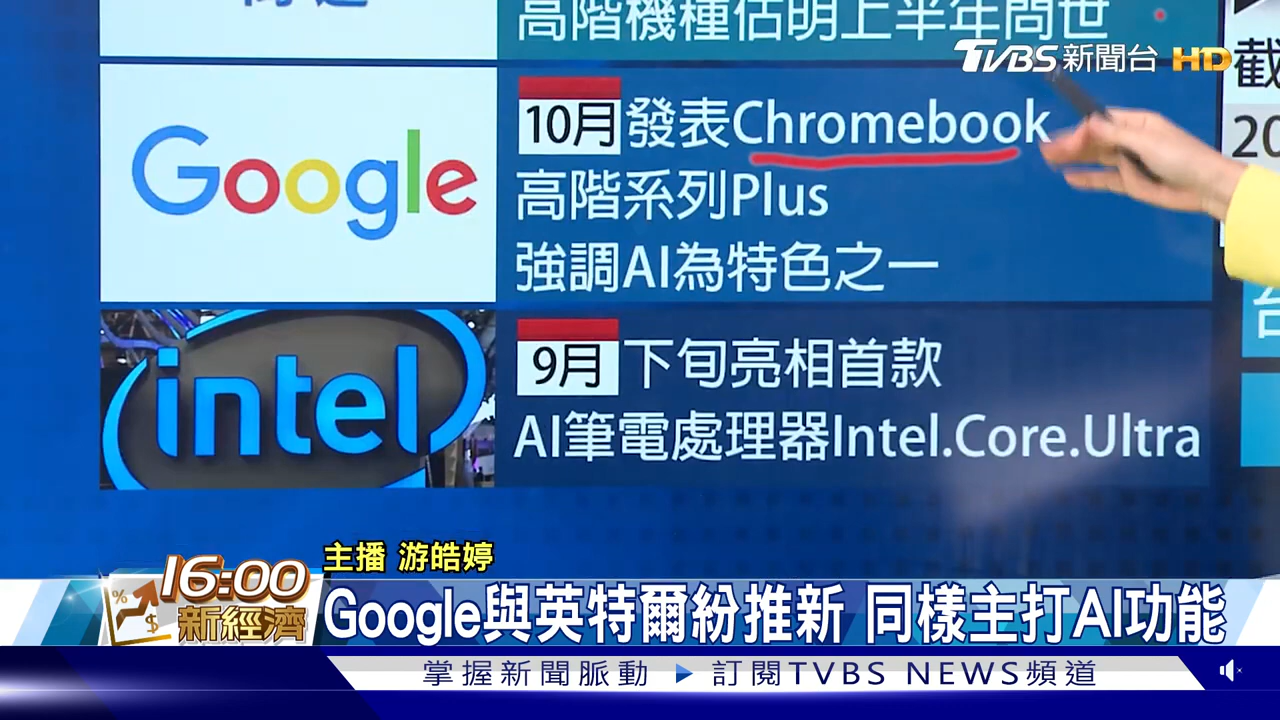 高階機種估明上半年問世
TVBS新聞台 HD
截
20
Google
10月發表Chromebook
高階系列Plus
強調AI為特色之一
台
intel
9月下旬亮相首款
AI筆電處理器Intel.Core.Ultra
主播 游皓婷
16:00
新經濟
% $
Google與英特爾紛推新 同樣主打AI功能
掌握新聞脈動 ▶ 訂閱TVBS NEWS頻道